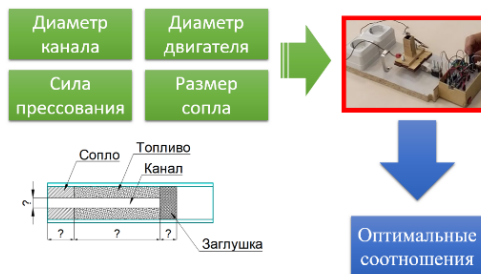 Диаметр
канала
Диаметр
двигателя
Сила
прессования
Размер
сопла
Сопло
Топливо
Канал
?
?
?
?
Заглушка
Оптимальные
соотношения